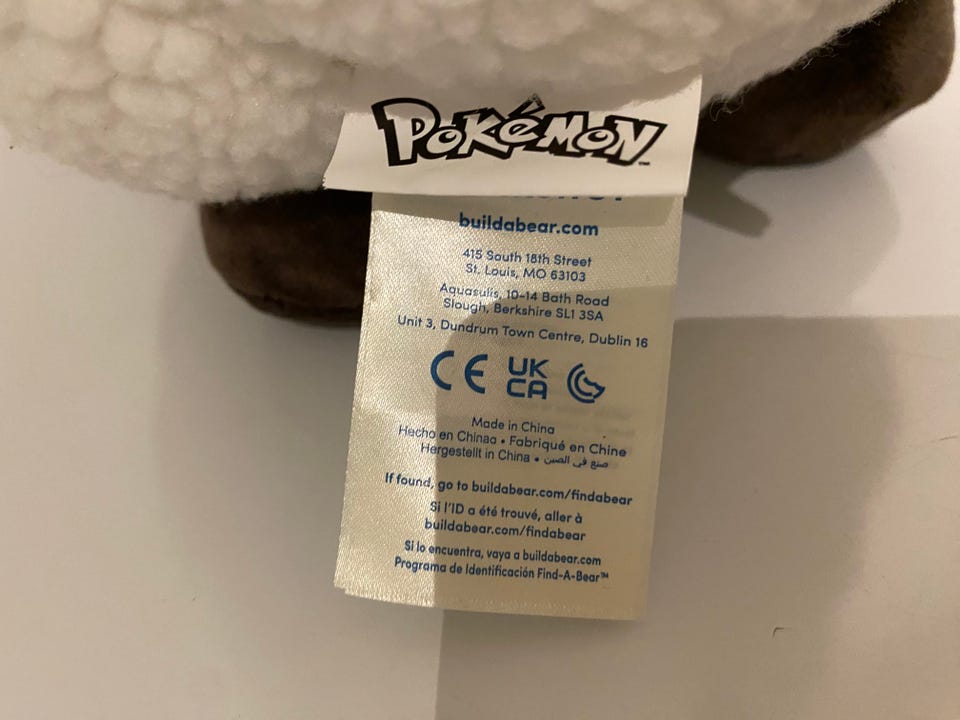 POKéMON™
buildabear.com
415 South 18th Street
St. Louis, MO 63103
Aquasulis, 10-14 Bath Road
Slough, Berkshire SL1 3SA
Unit 3, Dundrum Town Centre, Dublin 16
CE UK
CA
Made in China
Hecho en Chinaa • Fabriqué en Chine
Hergestellt in China • صنع في الصين
If found, go to buildabear.com/findabear
Si l'ID a été trouvé, aller à
buildabear.com/findabear
Si lo encuentra, vaya a buildabear.com
Programa de Identificación Find-A-Bear™